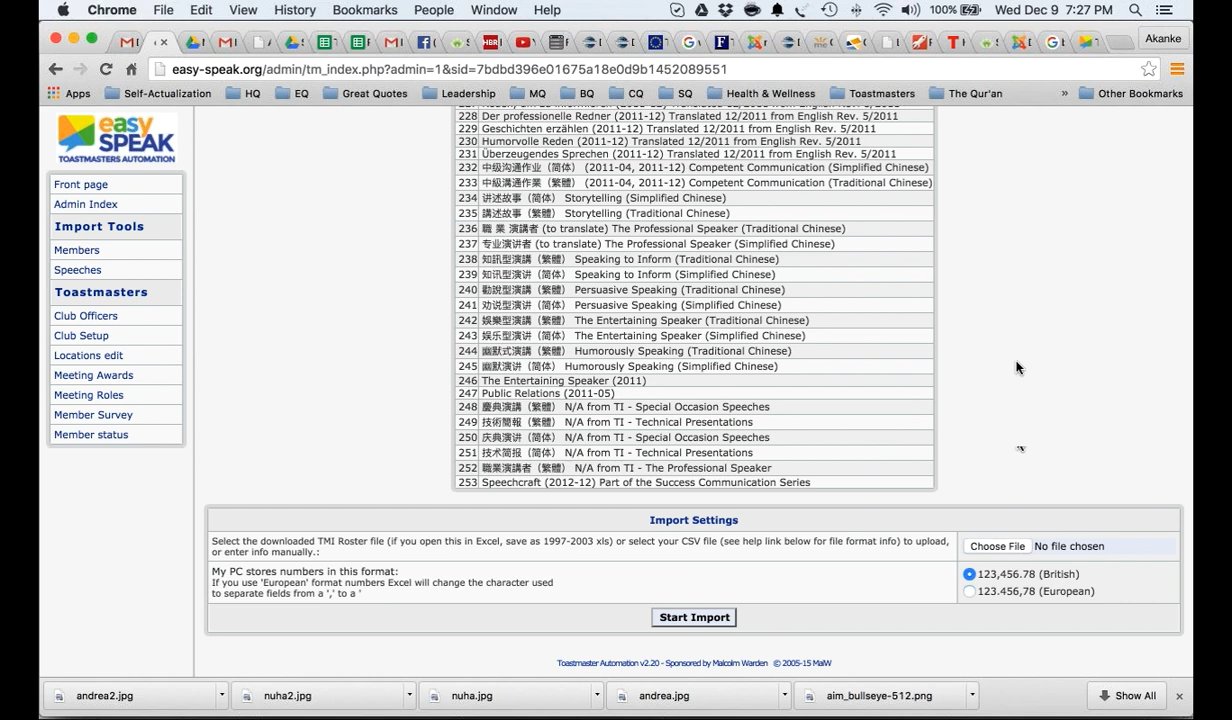 Chrome File Edit View History Bookmarks People Window Help 100% Wed Dec 9 7:27 PM
Akanke
easy-speak.org/admin/tm_index.php?admin=1&sid=7bdbd396e01675a18e0d9b1452089551
Apps Self-Actualization HQ EQ Great Quotes Leadership MQ BQ CQ SQ Health & Wellness Toastmasters The Qur'an » Other Bookmarks
easy
SPEAK
TOASTMASTERS AUTOMATION
Front page
Admin Index
Import Tools
Members
Speeches
Toastmasters
Club Officers
Club Setup
Locations edit
Meeting Awards
Meeting Roles
Member Survey
Member status
228 Der professionelle Redner (2011-12) Translated 12/2011 from English Rev. 5/2011
229 Geschichten erzählen (2011-12) Translated 12/2011 from English Rev. 5/2011
230 Humorvolle Reden (2011-12) Translated 12/2011 from English Rev. 5/2011
231 Überzeugendes Sprechen (2011-12) Translated 12/2011 from English Rev. 5/2011
232 中级沟通作业（简体） (2011-04, 2011-12) Competent Communication (Simplified Chinese)
233 中級溝通作業（繁體） (2011-04, 2011-12) Competent Communication (Traditional Chinese)
234 讲述故事（简体） Storytelling (Simplified Chinese)
235 講述故事（繁體） Storytelling (Traditional Chinese)
236 職 業 演講者 (to translate) The Professional Speaker (Traditional Chinese)
237 专业演讲者 (to translate) The Professional Speaker (Simplified Chinese)
238 知訊型演講（繁體） Speaking to Inform (Traditional Chinese)
239 知讯型演讲（简体） Speaking to Inform (Simplified Chinese)
240 勸說型演講（繁體） Persuasive Speaking (Traditional Chinese)
241 劝说型演讲（简体） Persuasive Speaking (Simplified Chinese)
242 娛樂型演講（繁體） The Entertaining Speaker (Traditional Chinese)
243 娱乐型演讲（简体） The Entertaining Speaker (Simplified Chinese)
244 幽默式演講（繁體） Humorously Speaking (Traditional Chinese)
245 幽默演讲（简体） Humorously Speaking (Simplified Chinese)
246 The Entertaining Speaker (2011)
247 Public Relations (2011-05)
248 慶典演講（繁體） N/A from TI - Special Occasion Speeches
249 技術簡報（繁體） N/A from TI - Technical Presentations
250 庆典演讲（简体） N/A from TI - Special Occasion Speeches
251 技术简报（简体） N/A from TI - Technical Presentations
252 職業演講者（繁體） N/A from TI - The Professional Speaker
253 Speechcraft (2012-12) Part of the Success Communication Series
Import Settings
Select the downloaded TMI Roster file (if you open this in Excel, save as 1997-2003 xls) or select your CSV file (see help link below for file format info) to upload,
or enter info manually.:
Choose File No file chosen
My PC stores numbers in this format:
If you use 'European' format numbers Excel will change the character used
to separate fields from a ',' to a '
123,456.78 (British)
123.456,78 (European)
Start Import
Toastmaster Automation v2.20 - Sponsored by Malcolm Warden © 2005-15 MalW
andrea2.jpg nuha2.jpg nuha.jpg andrea.jpg aim_bullseye-512.png Show All